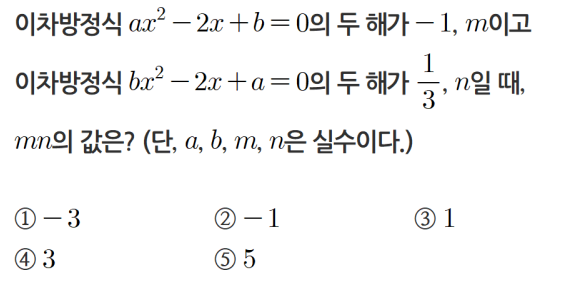 이차방정식 ax² − 2x + b = 0의 두 해가 − 1, m이고
이차방정식 bx² − 2x + a = 0의 두 해가 1/3, n일 때,
mn의 값은? (단, a, b, m, n은 실수이다.)
① − 3 ② − 1 ③ 1
④ 3 ⑤ 5